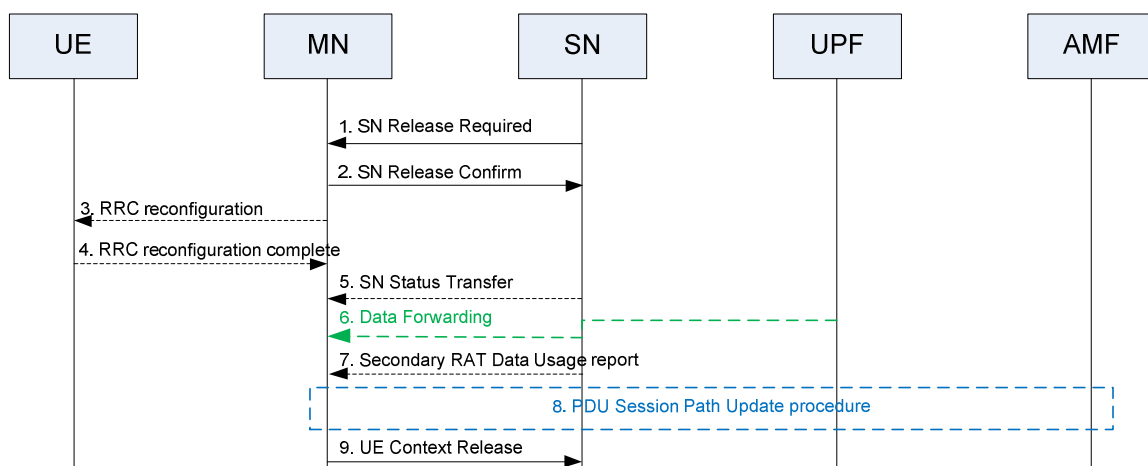 UE
MN
SN
UPF
AMF
1. SN Release Required
2. SN Release Confirm
3. RRC reconfiguration
4. RRC reconfiguration complete
5. SN Status Transfer
6. Data Forwarding
7. Secondary RAT Data Usage report
8. PDU Session Path Update procedure
9. UE Context Release